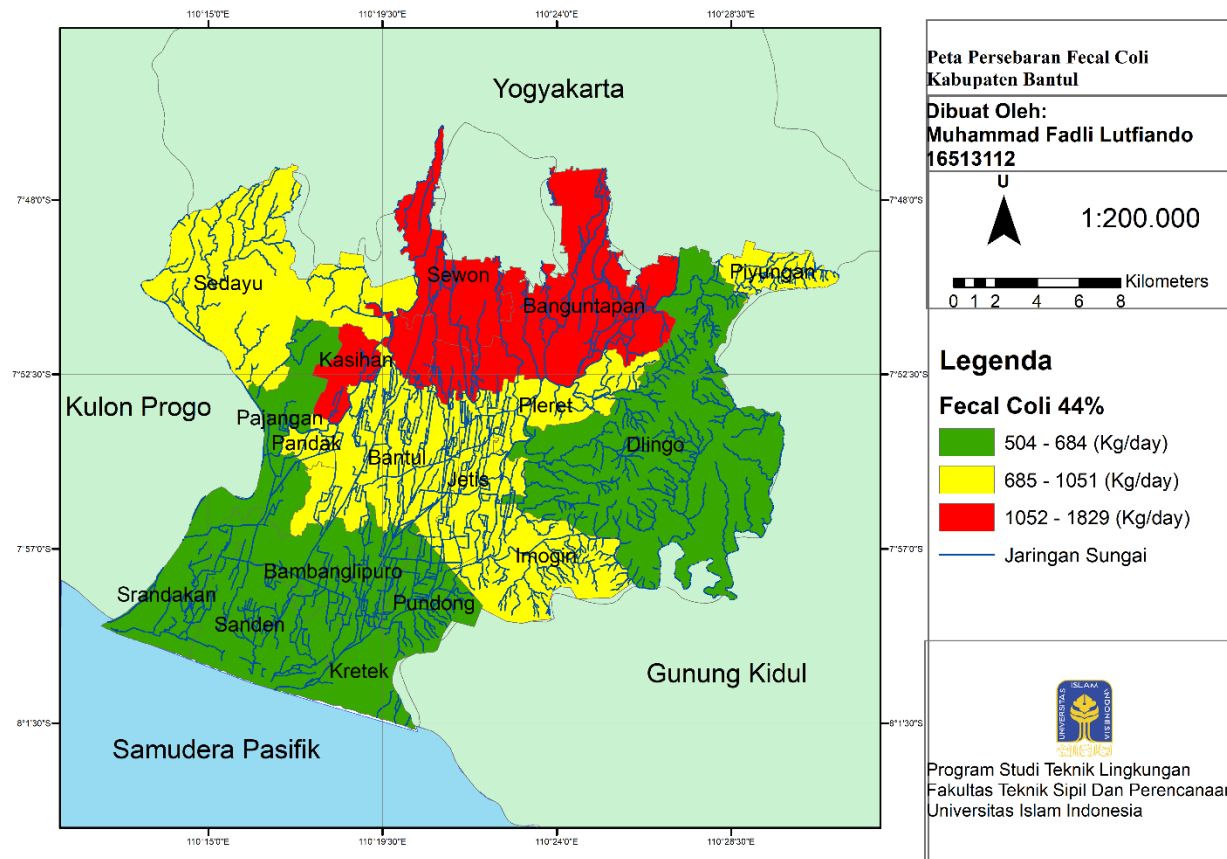 110°15'0"E 110°19'30"E 110°24'0"E 110°28'30"E
Yogyakarta
7°48'0"S 7°48'0"S
Sedayu
Sewon
Piyungan
Banguntapan
Kasihan
7°52'30"S 7°52'30"S
Kulon Progo
Pajangan
Pleret
Pandak
Bantul
Dlingo
Jetis
7°57'0"S 7°57'0"S
Imogiri
Bambanglipuro
Srandakan
Pundong
Sanden
Kretek
Gunung Kidul
8°1'30"S 8°1'30"S
Samudera Pasifik
110°15'0"E 110°19'30"E 110°24'0"E 110°28'30"E
Peta Persebaran Fecal Coli
Kabupaten Bantul
Dibuat Oleh:
Muhammad Fadli Lutfiando
16513112
U
1:200.000
Kilometers
0 1 2 4 6 8
Legenda
Fecal Coli 44%
504 - 684 (Kg/day)
685 - 1051 (Kg/day)
1052 - 1829 (Kg/day)
Jaringan Sungai
UNIVERSITAS ISLAM INDONESIA
Program Studi Teknik Lingkungan
Fakultas Teknik Sipil Dan Perencanaan
Universitas Islam Indonesia